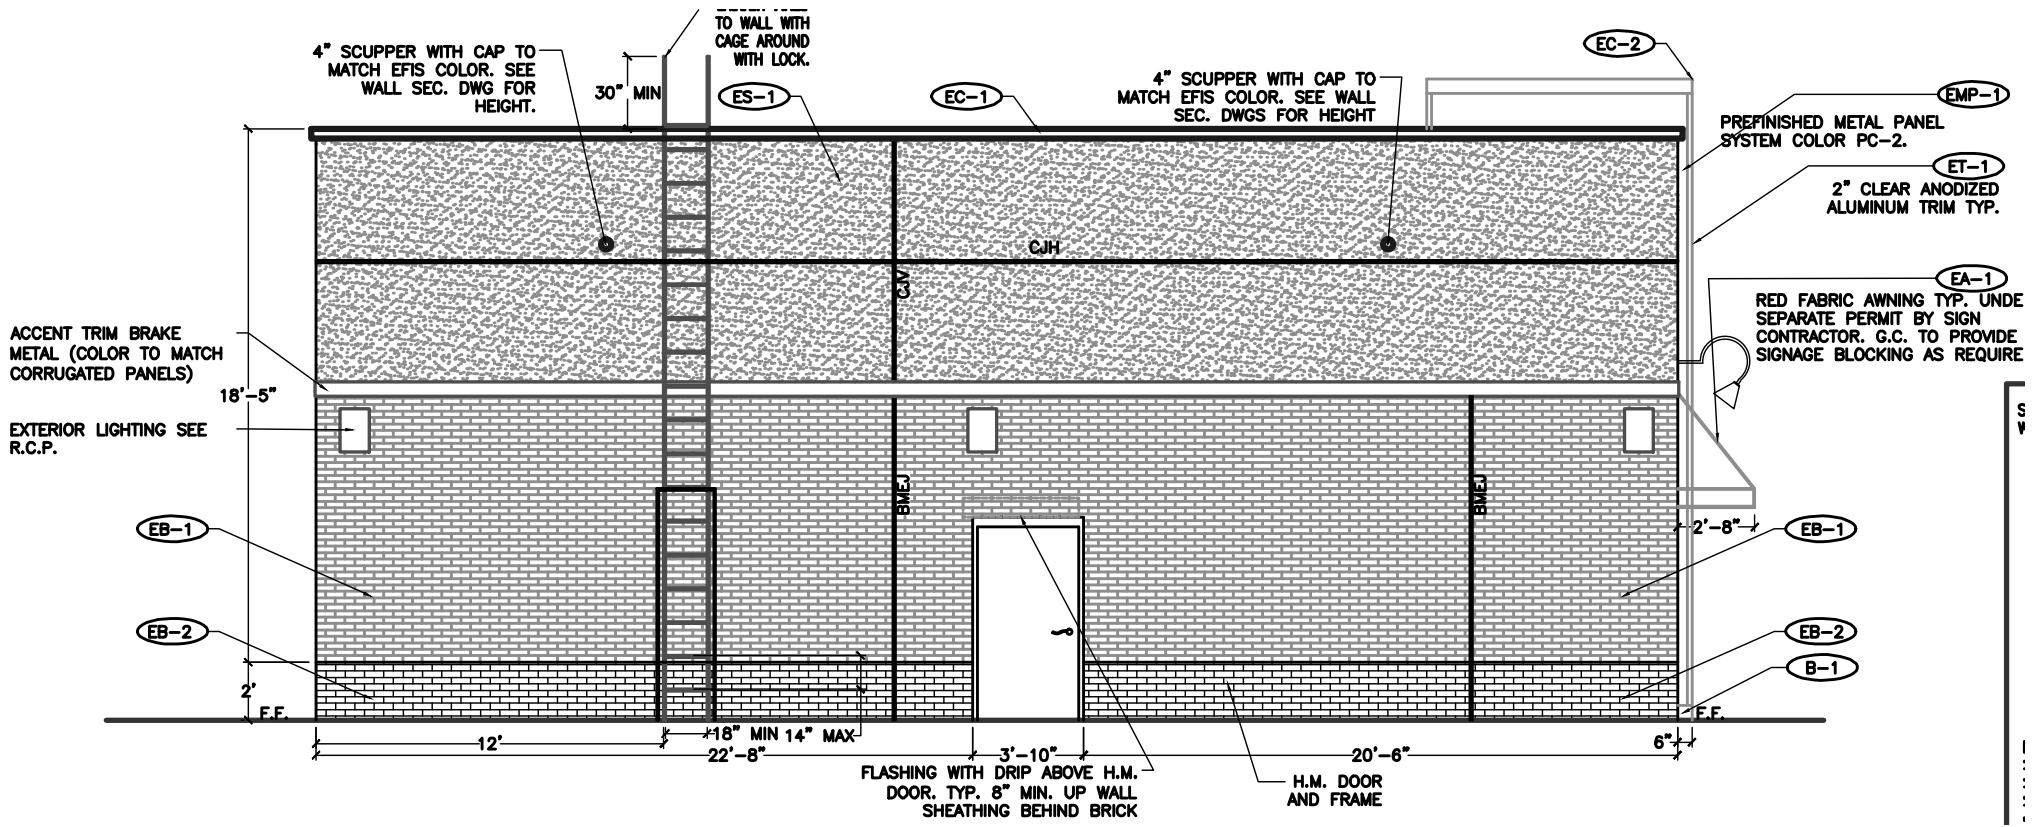 TO WALL WITH
CAGE AROUND
WITH LOCK.
4" SCUPPER WITH CAP TO
MATCH EFIS COLOR. SEE
WALL SEC. DWG FOR
HEIGHT.
30" MIN
ES-1
EC-1
4" SCUPPER WITH CAP TO
MATCH EFIS COLOR. SEE WALL
SEC. DWGS FOR HEIGHT
EC-2
EMP-1
PREFINISHED METAL PANEL
SYSTEM COLOR PC-2.
ET-1
2" CLEAR ANODIZED
ALUMINUM TRIM TYP.
CJH
CJV
EA-1
RED FABRIC AWNING TYP. UNDE
SEPARATE PERMIT BY SIGN
CONTRACTOR. G.C. TO PROVIDE
SIGNAGE BLOCKING AS REQUIRE
ACCENT TRIM BRAKE
METAL (COLOR TO MATCH
CORRUGATED PANELS)
18'-5"
EXTERIOR LIGHTING SEE
R.C.P.
BMEJ
BMEJ
EB-1
2'-8"
EB-1
EB-2
EB-2
B-1
2'
F.F.
F.F.
12'
18" MIN
14" MAX
22'-8"
3'-10"
20'-6"
6"
FLASHING WITH DRIP ABOVE H.M.
DOOR. TYP. 8" MIN. UP WALL
SHEATHING BEHIND BRICK
H.M. DOOR
AND FRAME